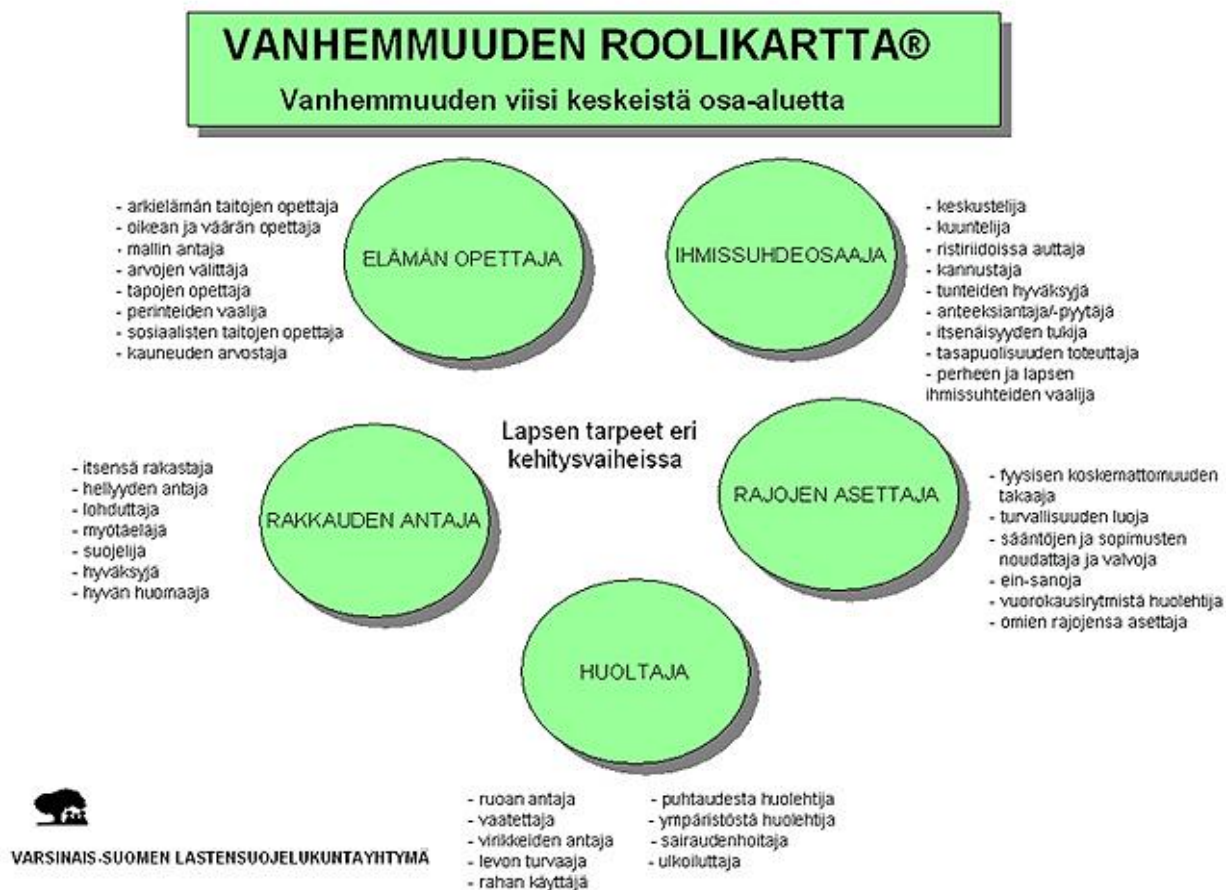 VANHEMMUUDEN ROOLIKARTTA®
Vanhemmuuden viisi keskeistä osa-aluetta
- arkielämän taitojen opettaja
- oikean ja väärän opettaja
- mallin antaja
- arvojen välittäjä
- tapojen opettaja
- perinteiden vaalija
- sosiaalisten taitojen opettaja
- kauneuden arvostaja
ELÄMÄN OPETTAJA
IHMISSUHDEOSAAJA
- keskustelija
- kuuntelija
- ristiriidoissa auttaja
- kannustaja
- tunteiden hyväksyjä
- anteeksiantaja/-pyytäjä
- itsenäisyyden tukija
- tasapuolisuuden toteuttaja
- perheen ja lapsen
ihmissuhteiden vaalija
Lapsen tarpeet eri
kehitysvaiheissa
- itsensä rakastaja
- hellyyden antaja
- lohduttaja
- myötäeläjä
- suojelija
- hyväksyjä
- hyvän huomaaja
RAKKAUDEN ANTAJA
RAJOJEN ASETTAJA
- fyysisen koskemattomuuden
takaaja
- turvallisuuden luoja
- sääntöjen ja sopimusten
noudattaja ja valvoja
- ein-sanoja
- vuorokausirytmistä huolehtija
- omien rajojensa asettaja
HUOLTAJA
- ruoan antaja
- vaatettaja
- virikkeiden antaja
- levon turvaaja
- rahan käyttäjä
- puhtaudesta huolehtija
- ympäristöstä huolehtija
- sairaudenhoitaja
- ulkoiluttaja
VARSINAIS-SUOMEN LASTENSUOJELUKUNTAYHTYMÄ